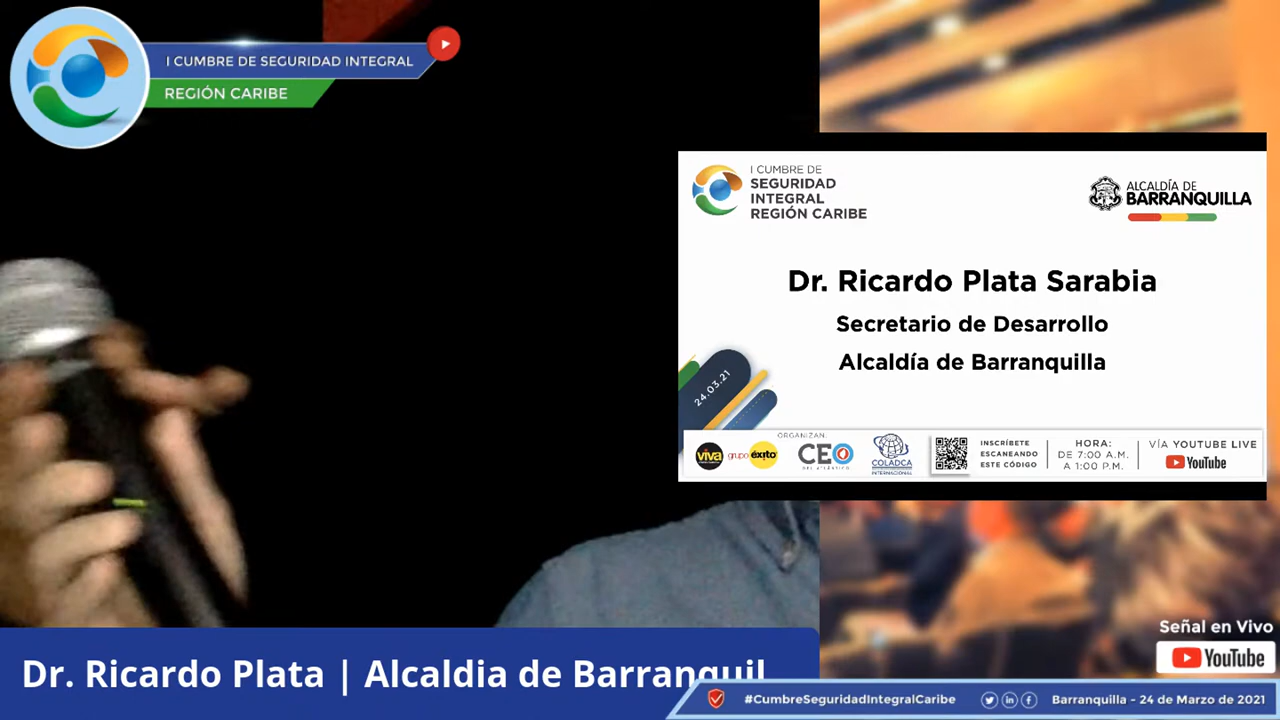 I CUMBRE DE SEGURIDAD INTEGRAL
REGIÓN CARIBE
I CUMBRE DE
SEGURIDAD
INTEGRAL
REGIÓN CARIBE
ALCALDÍA DE
BARRANQUILLA
Dr. Ricardo Plata Sarabia
Secretario de Desarrollo
Alcaldía de Barranquilla
24.03.21
ORGANIZAN:
viva
grupo éxito
CEO
DEL ATLÁNTICO
COLADCA
INTERNACIONAL
INSCRÍBETE
ESCANEANDO
ESTE CÓDIGO
HORA:
DE 7:00 A.M.
A 1:00 P.M.
VÍA YOUTUBE LIVE
YouTube
Señal en Vivo
YouTube
Dr. Ricardo Plata | Alcaldia de Barranquil
#CumbreSeguridadIntegralCaribe
Barranquilla - 24 de Marzo de 2021